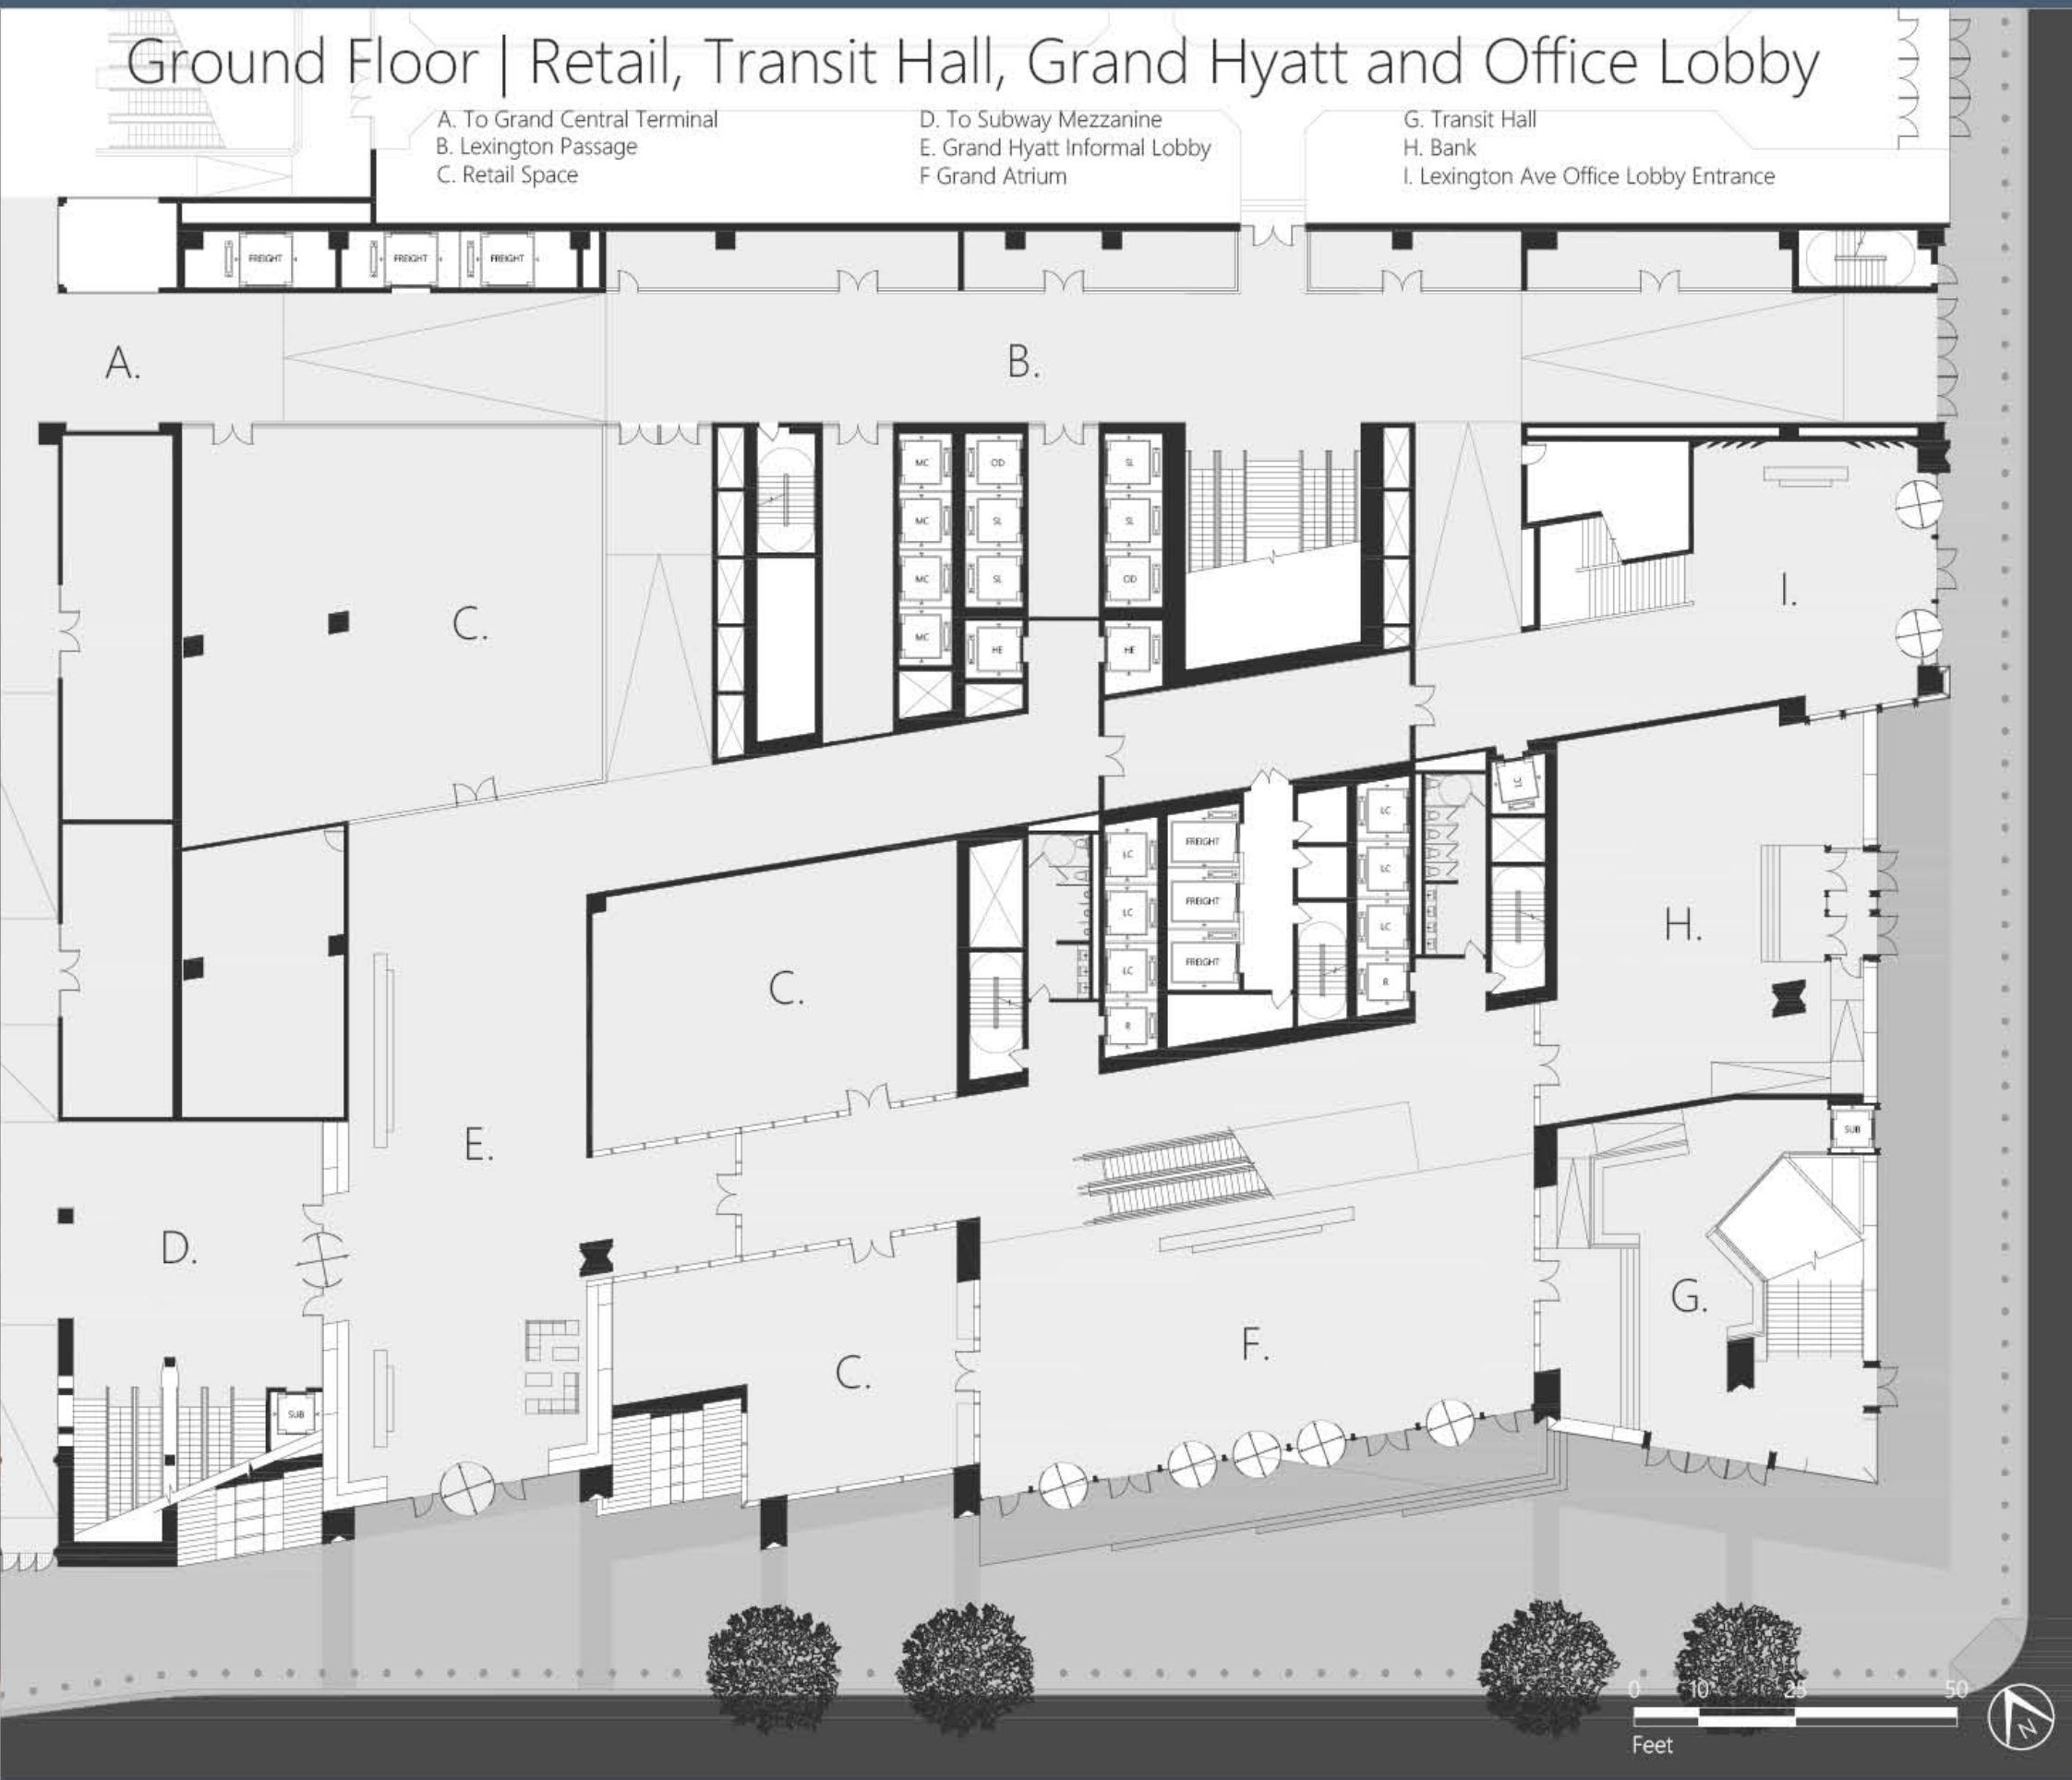 Ground Floor | Retail, Transit Hall, Grand Hyatt and Office Lobby
A. To Grand Central Terminal
B. Lexington Passage
C. Retail Space
D. To Subway Mezzanine
E. Grand Hyatt Informal Lobby
F Grand Atrium
G. Transit Hall
H. Bank
I. Lexington Ave Office Lobby Entrance
FREIGHT FREIGHT FREIGHT
A. B.
MC OD SL
MC SL SL
MC SL OD
MC HE HE
C. I.
LC
LC LC FREIGHT
LC LC FREIGHT
LC LC FREIGHT
R R
C. H.
SUB
E.
D. G.
F.
C.
SUB
0 10 25 50
Feet
N